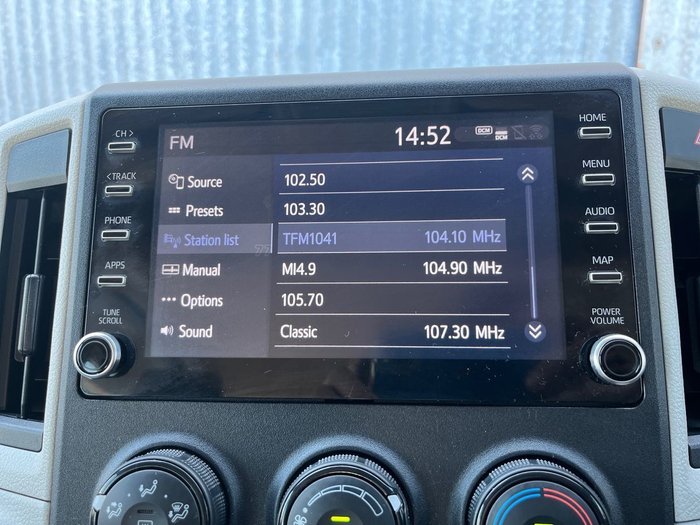 FM 14:52 DCM DCM
CH >
< TRACK
PHONE
APPS
TUNE
SCROLL
Source
Presets
Station list
Manual
Options
Sound
102.50
103.30
TFM1041 104.10 MHz
MI4.9 104.90 MHz
105.70
Classic 107.30 MHz
HOME
MENU
AUDIO
MAP
POWER
VOLUME